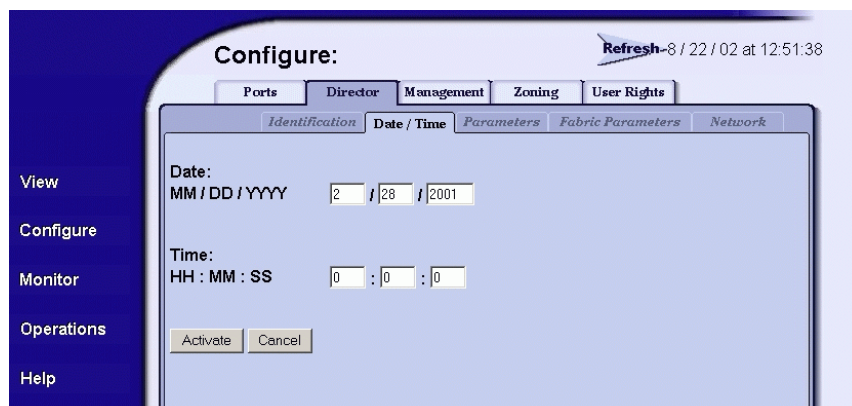 Configure:
Refresh-8 / 22 / 02 at 12:51:38
Ports Director Management Zoning User Rights
Identification Date / Time Parameters Fabric Parameters Network
View
Configure
Monitor
Operations
Help
Date:
MM / DD / YYYY 2 / 28 / 2001
Time:
HH : MM : SS 0 : 0 : 0
Activate Cancel